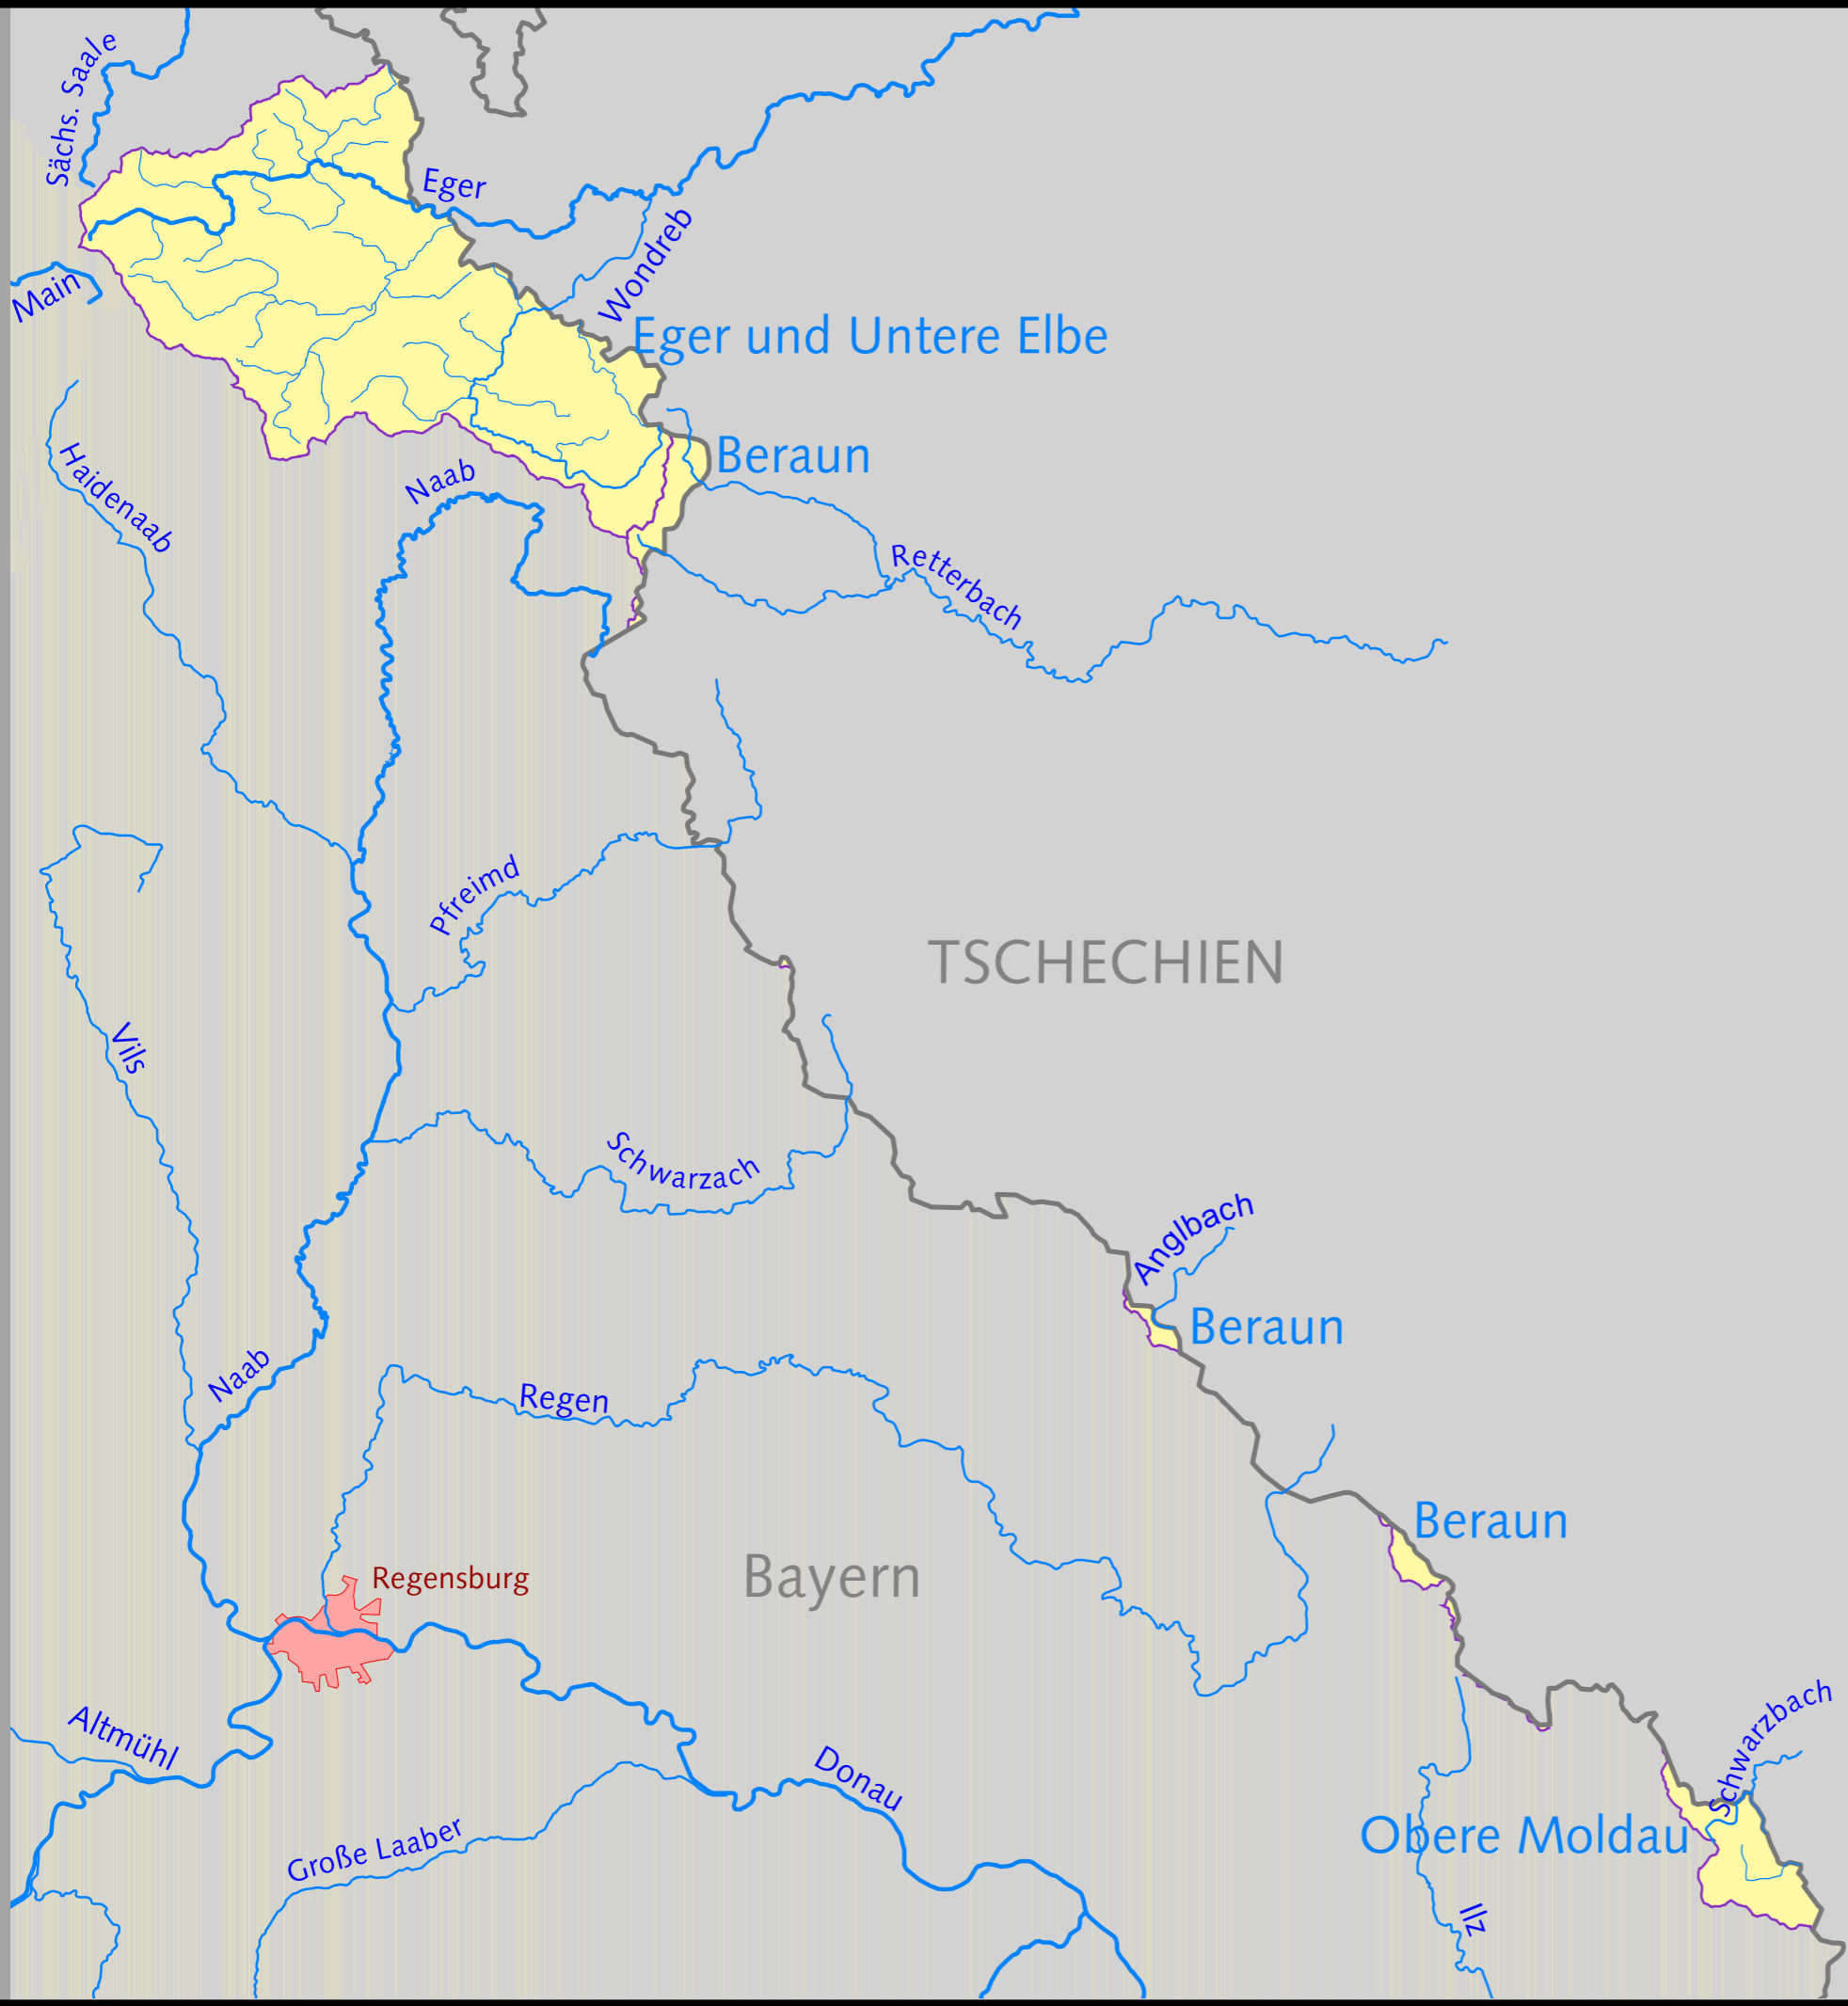 Sächs. Saale
Eger
Wondreb
Main
Eger und Untere Elbe
Haidenaab
Naab
Beraun
Retterbach
Pfreimd
TSCHECHIEN
Vils
Schwarzach
Anglbach
Beraun
Naab
Regen
Beraun
Regensburg
Bayern
Altmühl
Donau
Schwarzbach
Große Laaber
Obere Moldau
Ilz